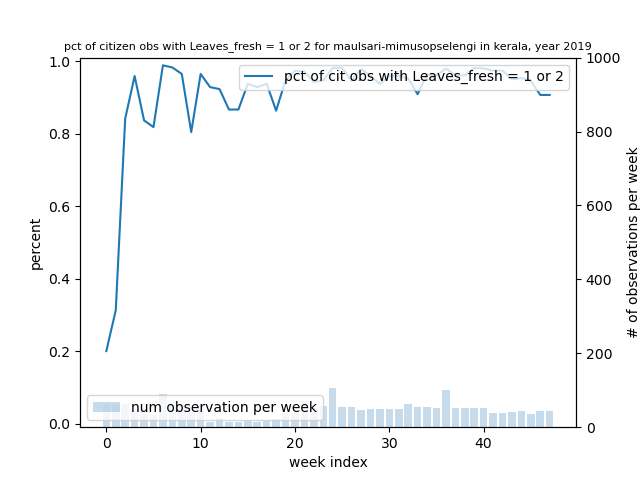 pct of citizen obs with Leaves_fresh = 1 or 2 for maulsari-mimusopselengi in kerala, year 2019
pct of cit obs with Leaves_fresh = 1 or 2
1.0
0.8
0.6
0.4
0.2
0.0
percent
1000
800
600
400
200
0
# of observations per week
num observation per week
0 10 20 30 40
week index